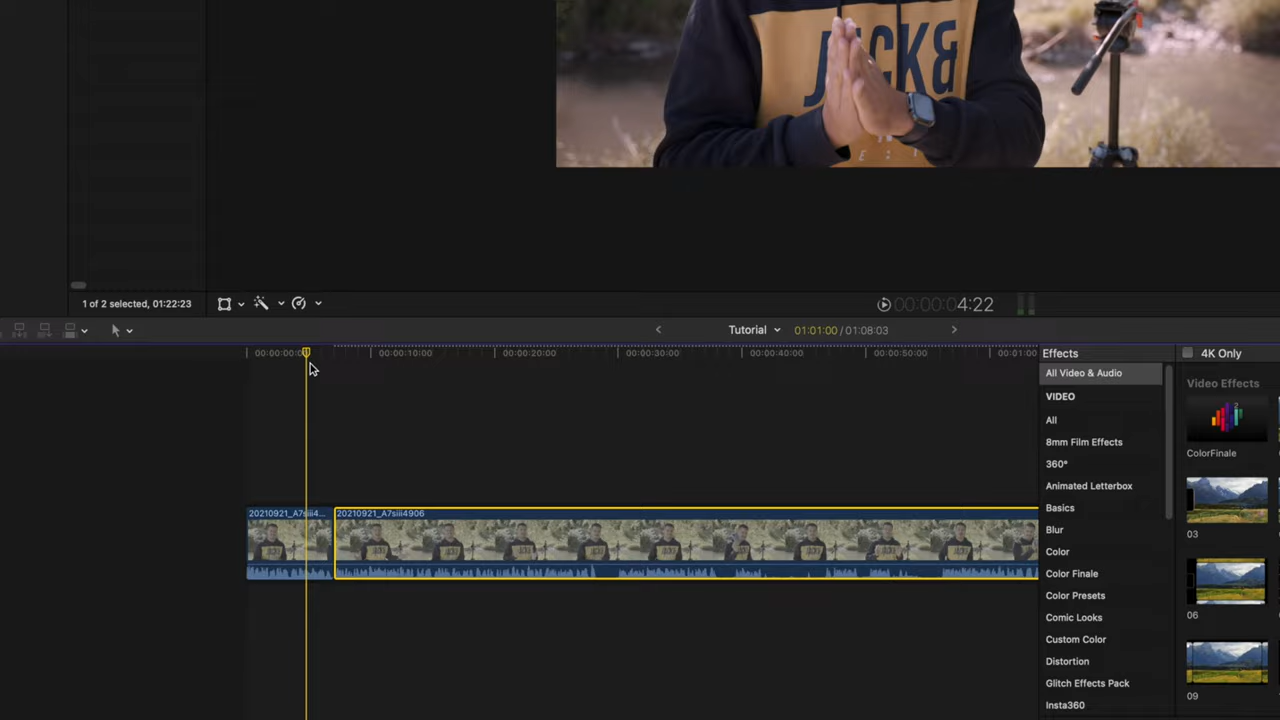 JACK&
1 of 2 selected, 01:22:23
00:00:00:04:22
Tutorial
01:01:00 / 01:08:03
00:00:00:0
00:00:10:00
00:00:20:00
00:00:30:00
00:00:40:00
00:00:50:00
00:01:00
Effects
4K Only
All Video & Audio
Video Effects
VIDEO
All
8mm Film Effects
ColorFinale
360°
Animated Letterbox
Basics
Blur
03
Color
Color Finale
Color Presets
06
Comic Looks
Custom Color
Distortion
Glitch Effects Pack
09
Insta360
20210921_A7siii4...
20210921_A7siii4906